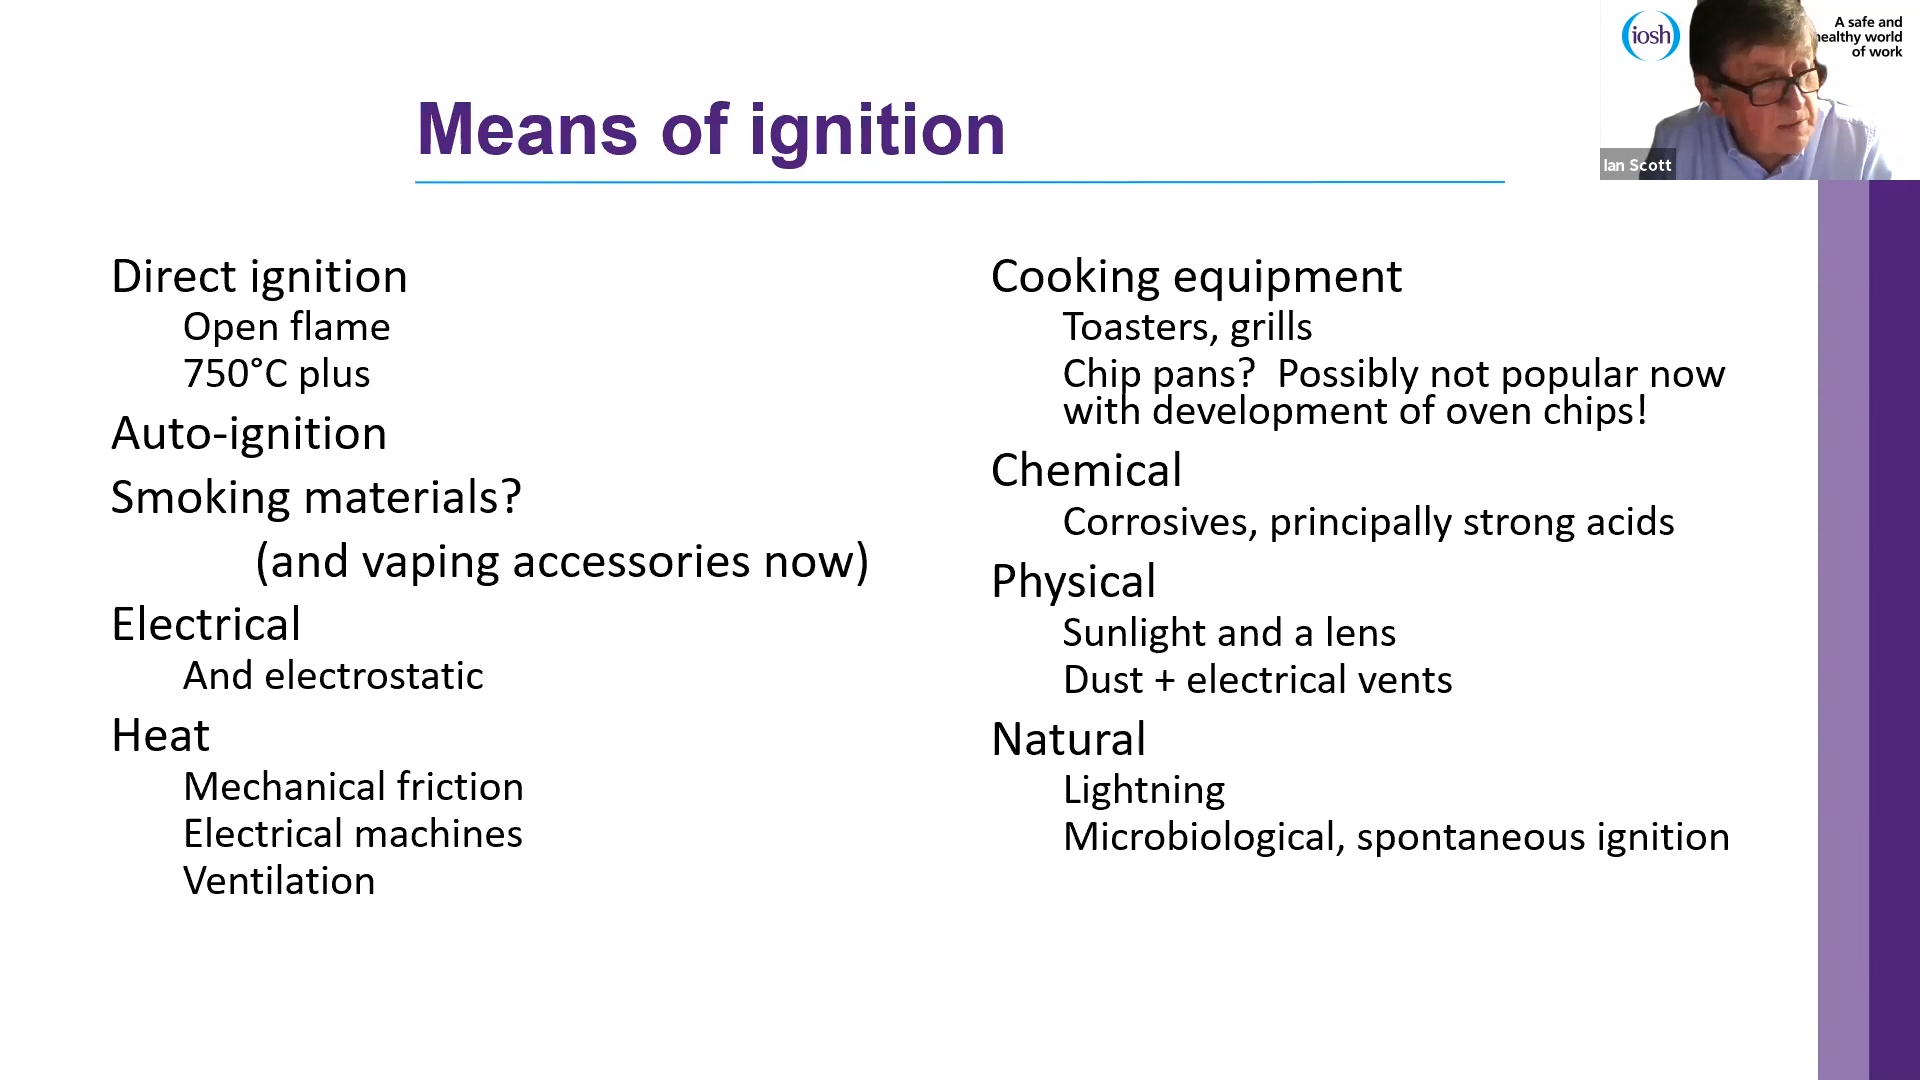 Means of ignition
Direct ignition
Open flame
750°C plus
Auto-ignition
Smoking materials?
(and vaping accessories now)
Electrical
And electrostatic
Heat
Mechanical friction
Electrical machines
Ventilation
Cooking equipment
Toasters, grills
Chip pans?  Possibly not popular now
with development of oven chips!
Chemical
Corrosives, principally strong acids
Physical
Sunlight and a lens
Dust + electrical vents
Natural
Lightning
Microbiological, spontaneous ignition
iosh
A safe and
healthy world
of work
Ian Scott